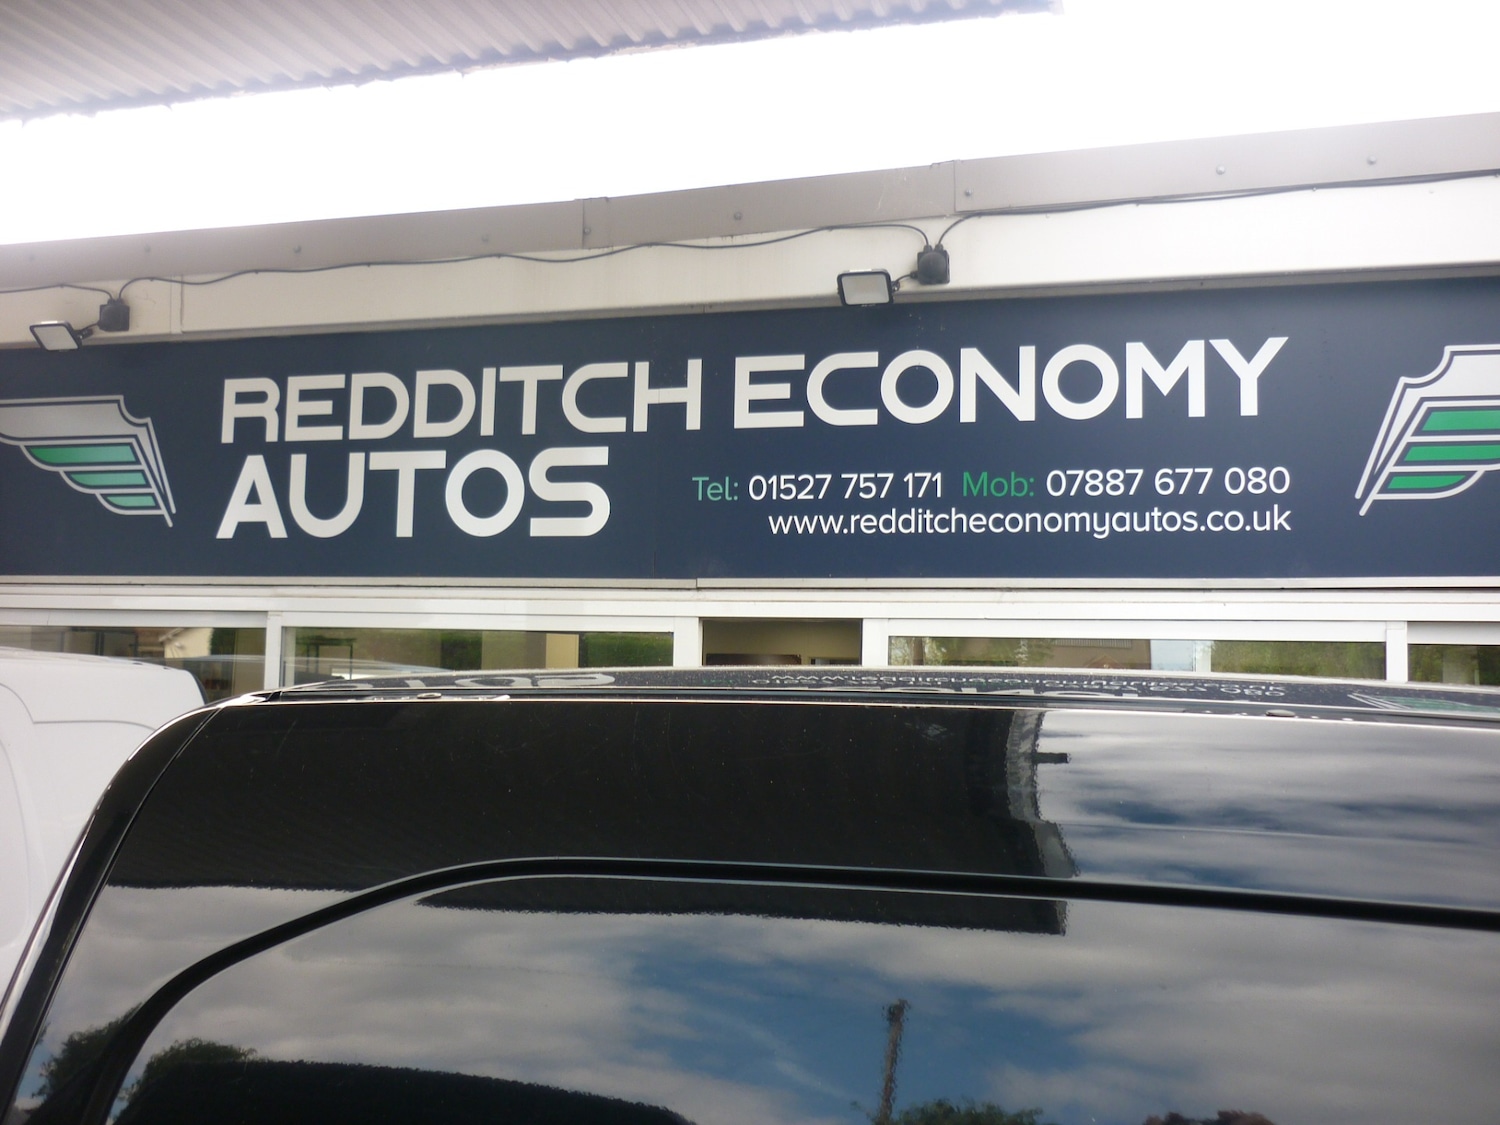 REDDITCH ECONOMY
AUTOS
Tel: 01527 757 171 Mob: 07887 677 080
www.redditcheconomyautos.co.uk